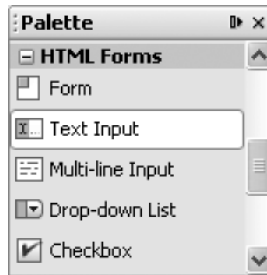 Palette
HTML Forms
Form
Text Input
Multi-line Input
Drop-down List
Checkbox